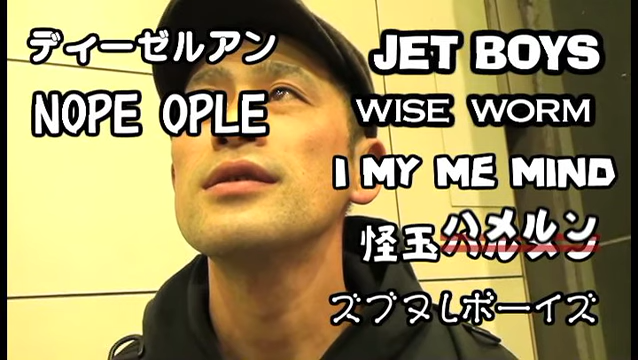 ディーゼルアン
NOPE OPLE
JET BOYS
WISE WORM
I MY ME MIND
怪玉ハメルン
ズブヌレボーイズ